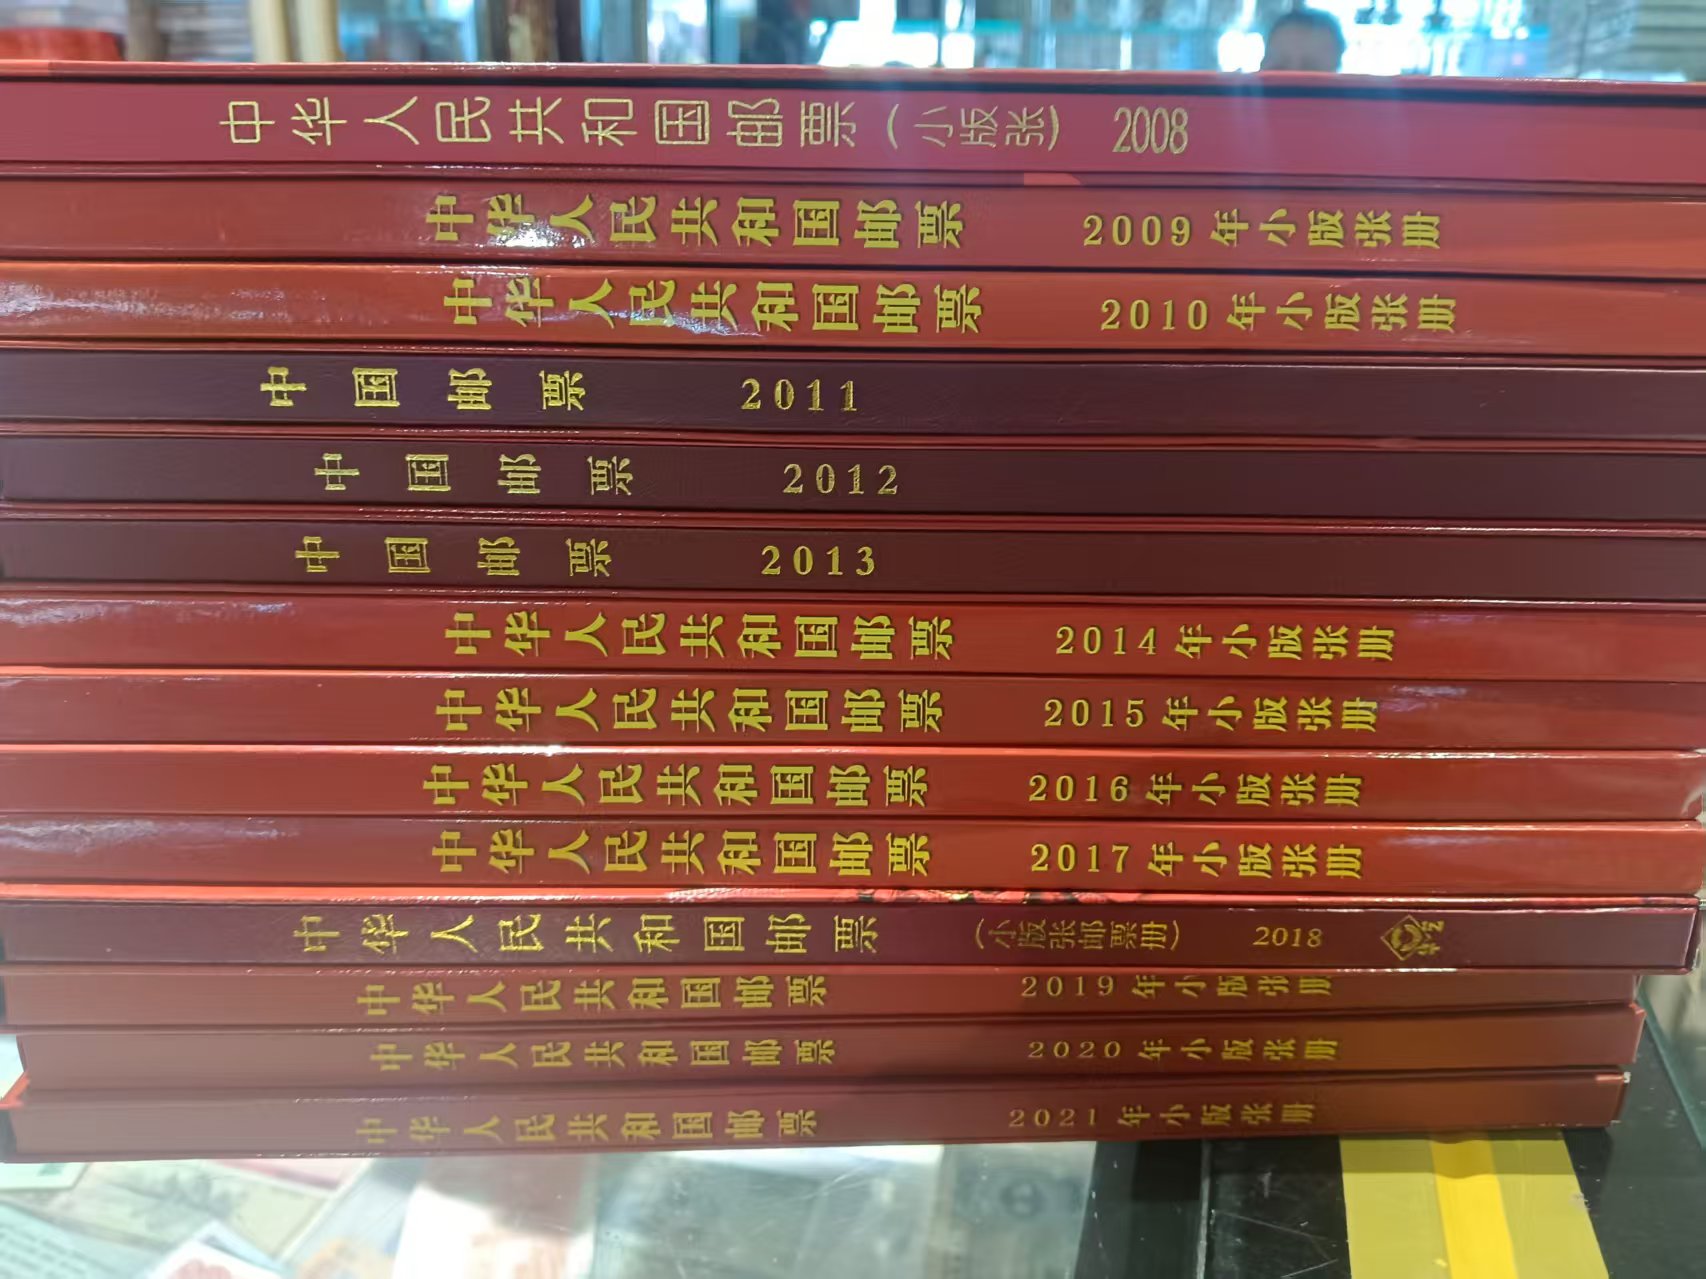 中华人民共和国邮票(小版张) 2008
中华人民共和国邮票 2009年小版张册
中华人民共和国邮票 2010年小版张册
中国邮票 2011
中国邮票 2012
中国邮票 2013
中华人民共和国邮票 2014年小版张册
中华人民共和国邮票 2015年小版张册
中华人民共和国邮票 2016年小版张册
中华人民共和国邮票 2017年小版张册
中华人民共和国邮票 (小版张邮票册) 2018
中华人民共和国邮票 2019年小版张册
中华人民共和国邮票 2020年小版张册
中华人民共和国邮票 2021年小版张册